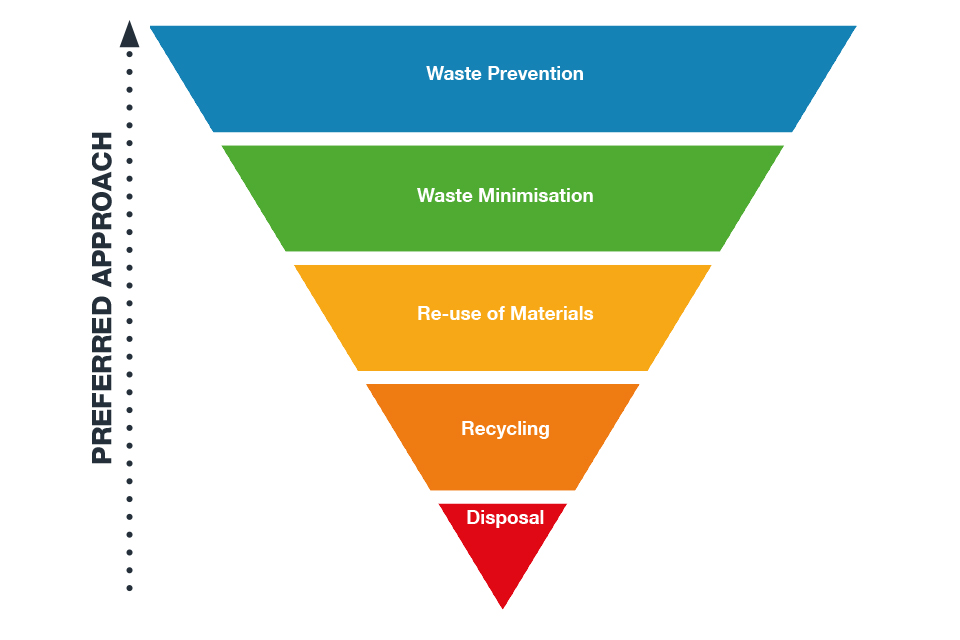 PREFERRED APPROACH
Waste Prevention
Waste Minimisation
Re-use of Materials
Recycling
Disposal